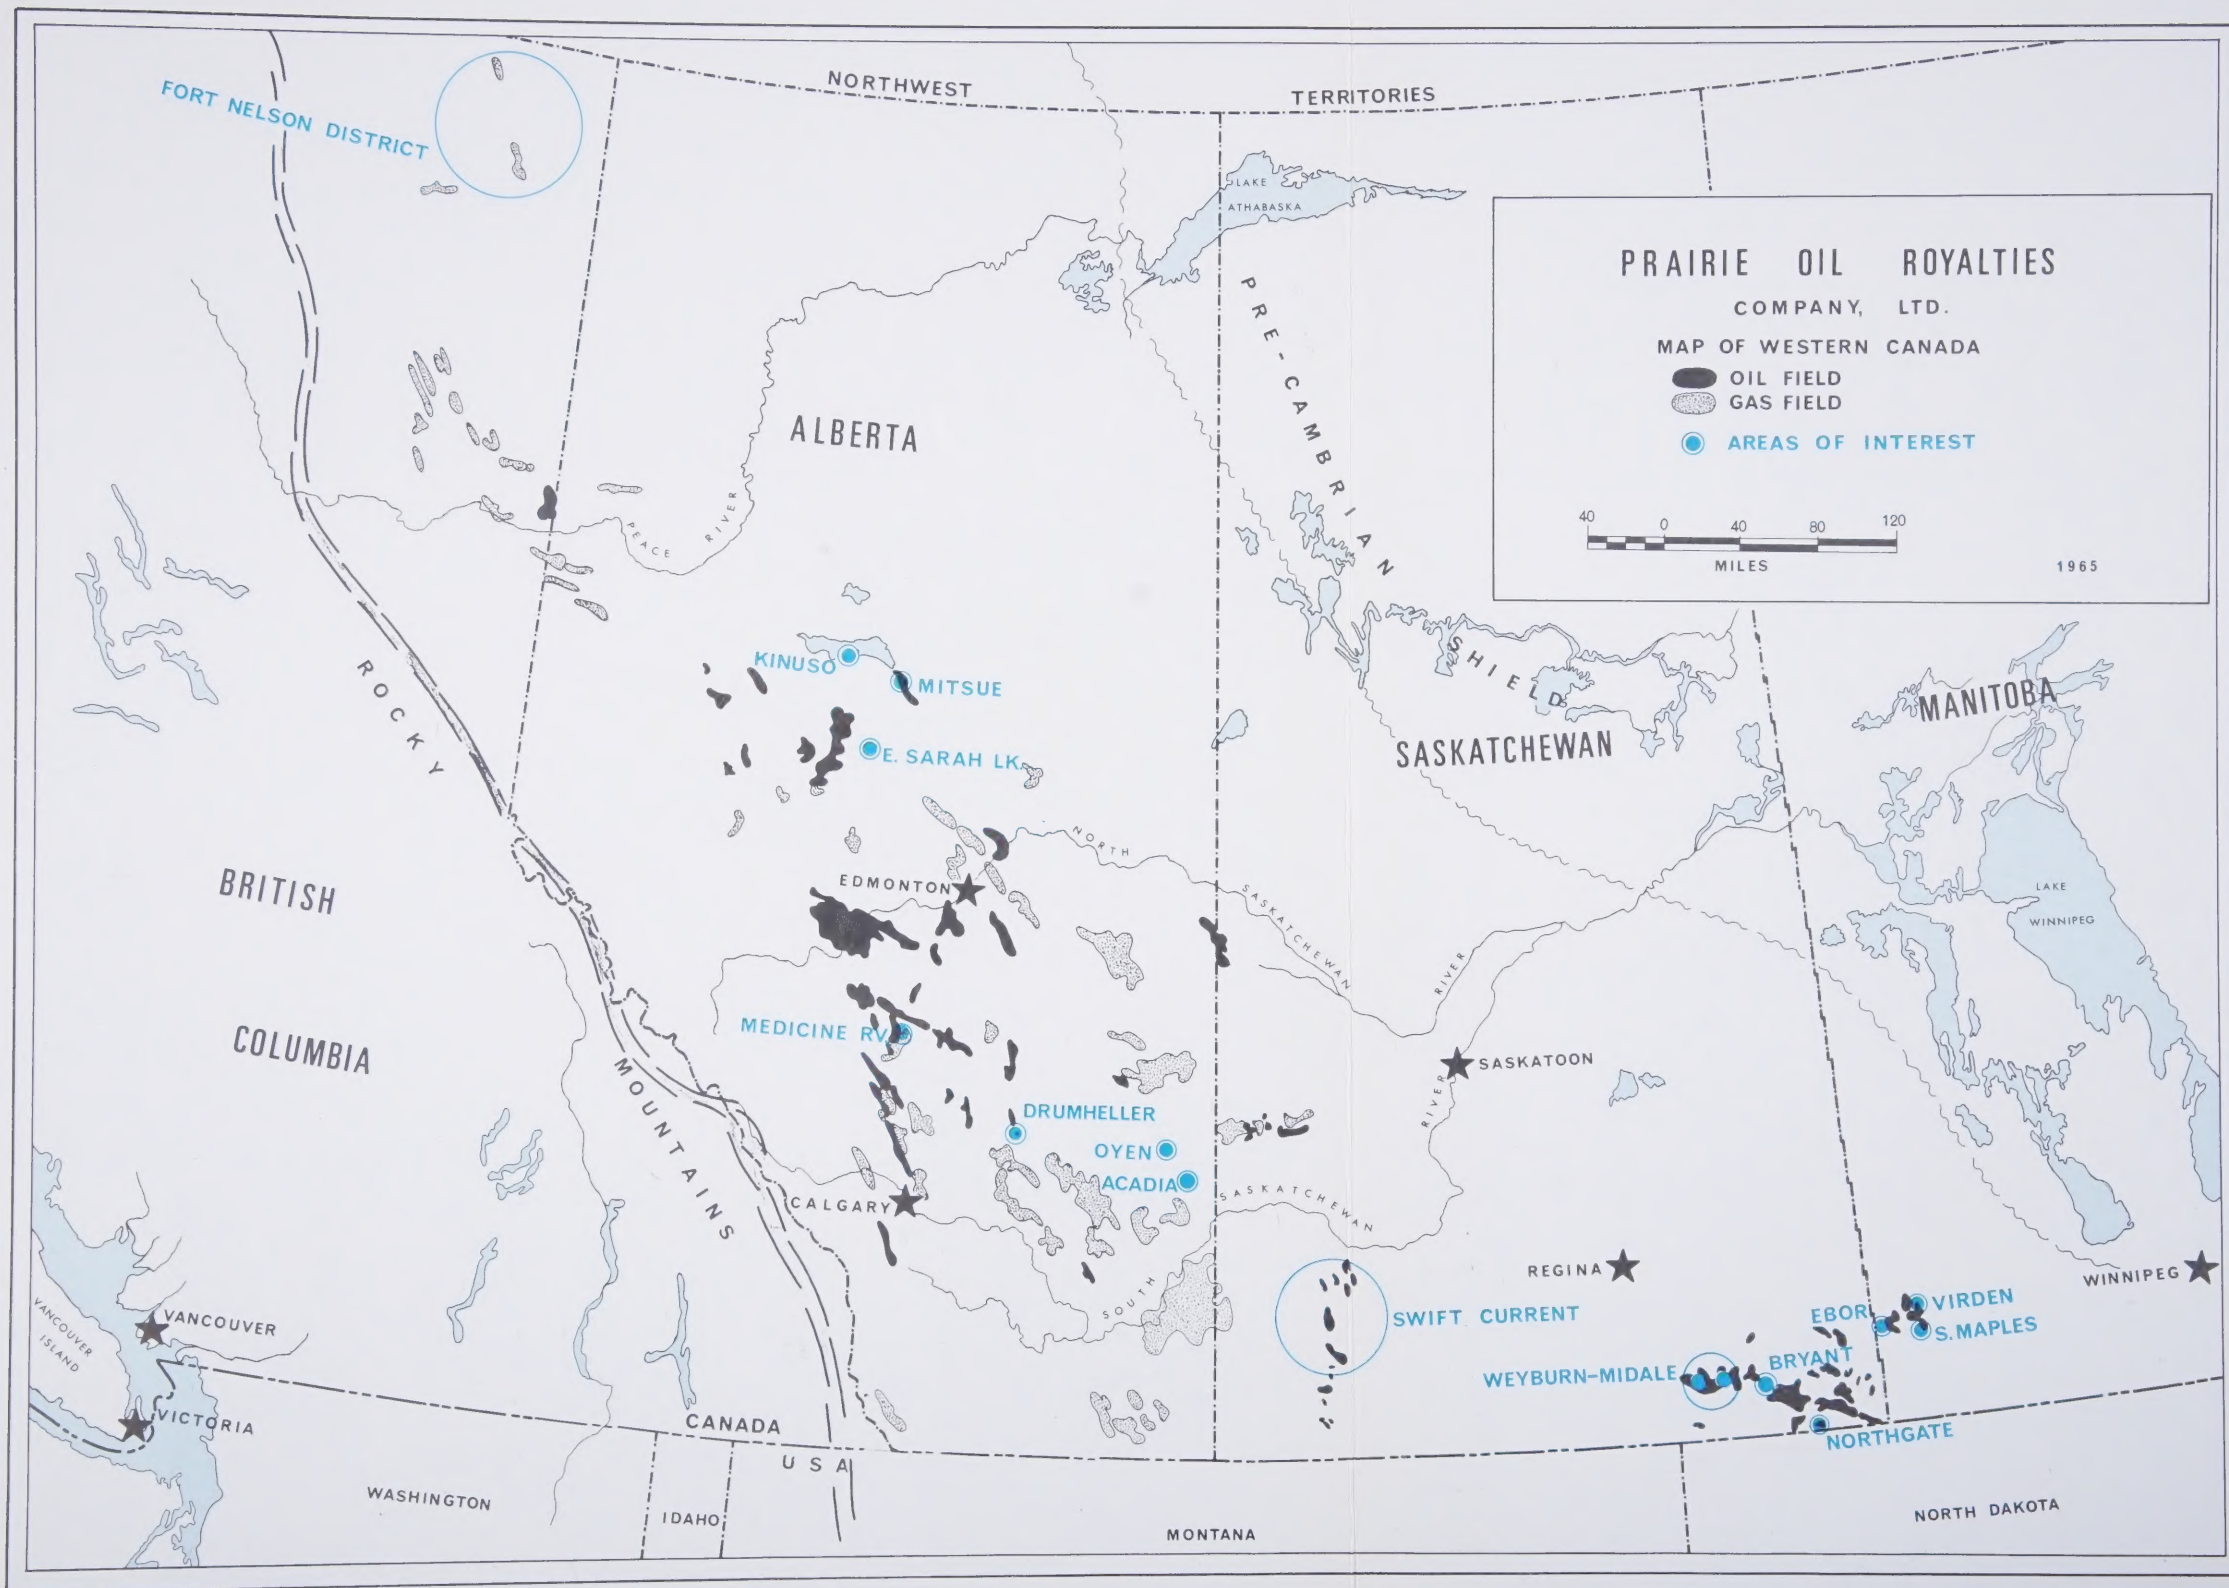 NORTHWEST TERRITORIES
FORT NELSON DISTRICT
LAKE
ATHABASKA
PRAIRIE OIL ROYALTIES
COMPANY, LTD.
MAP OF WESTERN CANADA
OIL FIELD
GAS FIELD
AREAS OF INTEREST
40 0 40 80 120
MILES
1965
PRE-CAMBRIAN
SHIELD
ALBERTA
PEACE RIVER
KINUSO
MITSUE
E. SARAH LK.
SASKATCHEWAN
MANITOBA
ROCKY
MOUNTAINS
BRITISH
COLUMBIA
NORTH
SASKATCHEWAN
RIVER
EDMONTON
LAKE
WINNIPEG
MEDICINE RV.
SASKATOON
RIVER
DRUMHELLER
OYEN
ACADIA
CALGARY
SASKATCHEWAN
SOUTH
REGINA
WINNIPEG
SWIFT CURRENT
EBOR
VIRDEN
S. MAPLES
WEYBURN-MIDALE
BRYANT
NORTHGATE
VANCOUVER
ISLAND
VANCOUVER
VICTORIA
CANADA
USA
WASHINGTON
IDAHO
MONTANA
NORTH DAKOTA